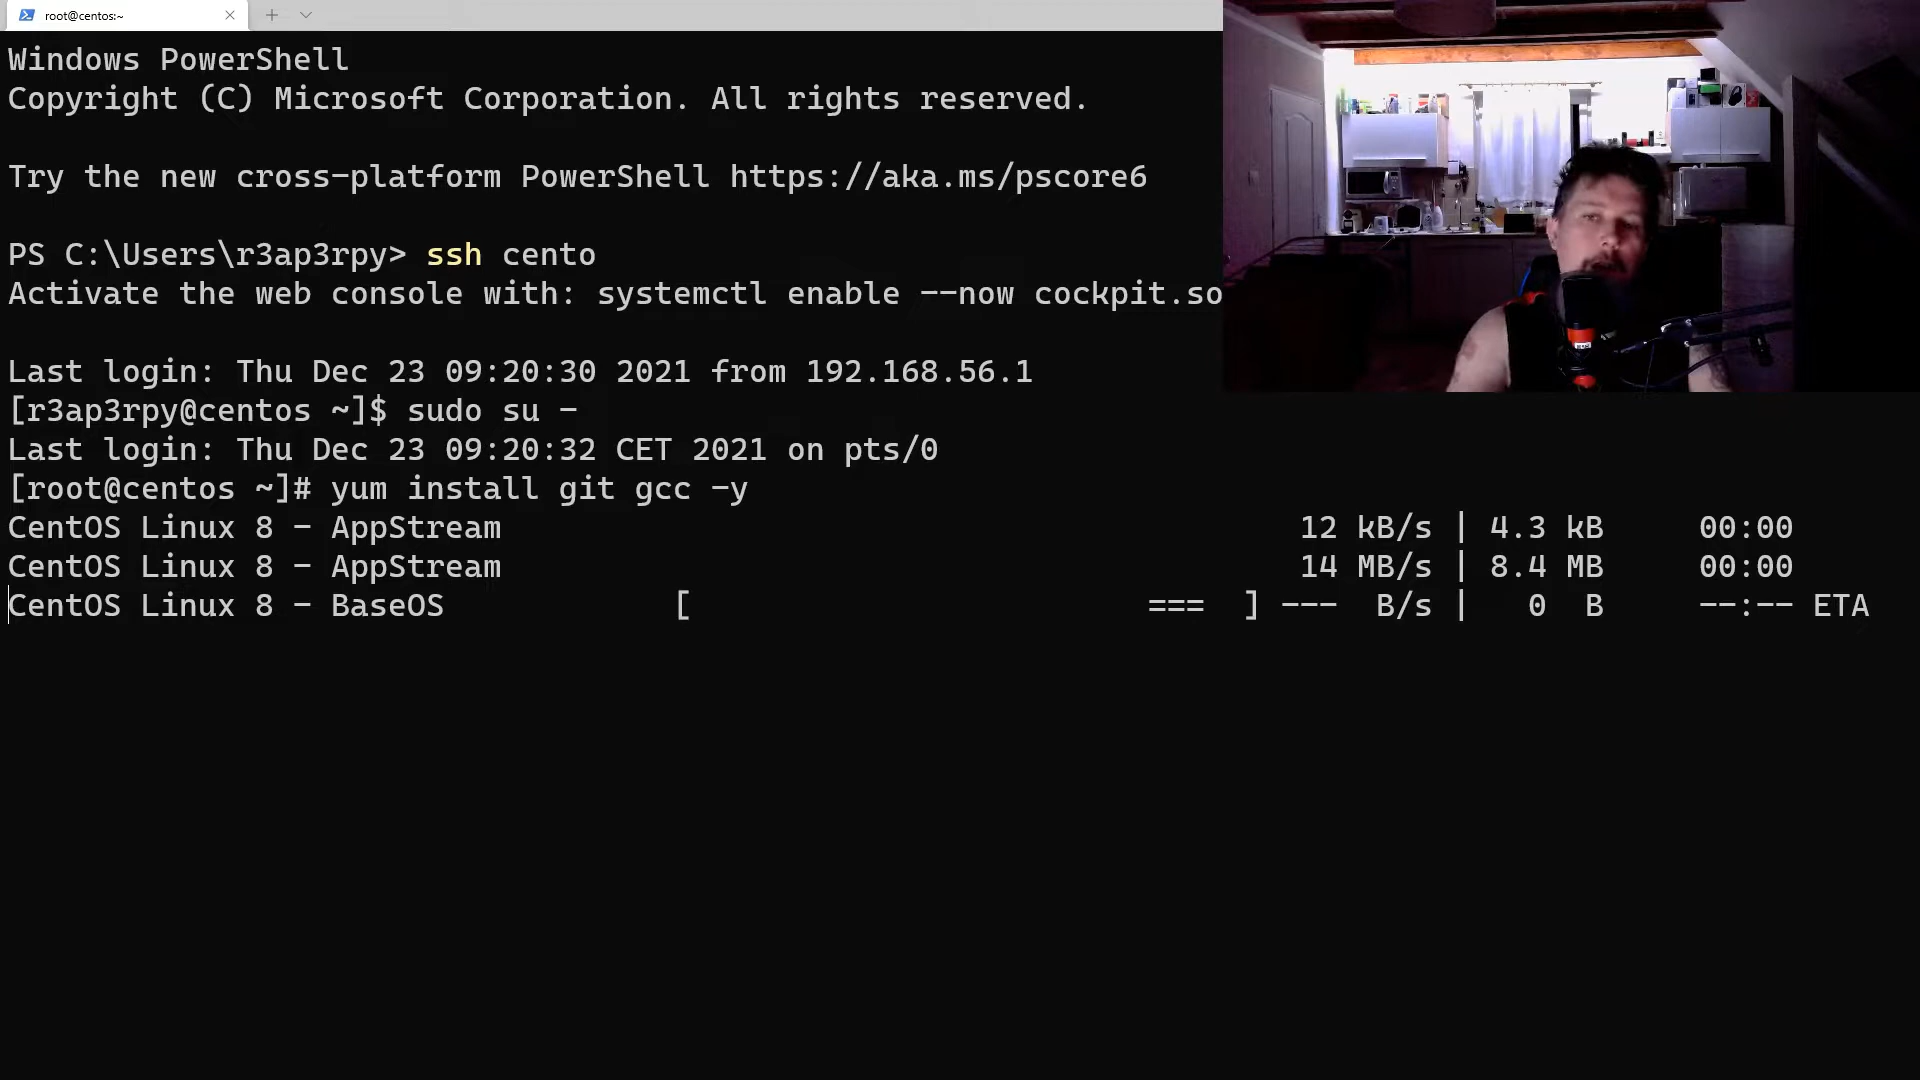 root@centos:~
Windows PowerShell
Copyright (C) Microsoft Corporation. All rights reserved.
Try the new cross-platform PowerShell https://aka.ms/pscore6
PS C:\Users\r3ap3rpy> ssh cento
Activate the web console with: systemctl enable --now cockpit.so
Last login: Thu Dec 23 09:20:30 2021 from 192.168.56.1
[r3ap3rpy@centos ~]$ sudo su -
Last login: Thu Dec 23 09:20:32 CET 2021 on pts/0
[root@centos ~]# yum install git gcc -y
CentOS Linux 8 - AppStream 12 kB/s | 4.3 kB 00:00
CentOS Linux 8 - AppStream 14 MB/s | 8.4 MB 00:00
CentOS Linux 8 - BaseOS [ === ] --- B/s | 0 B --:-- ETA